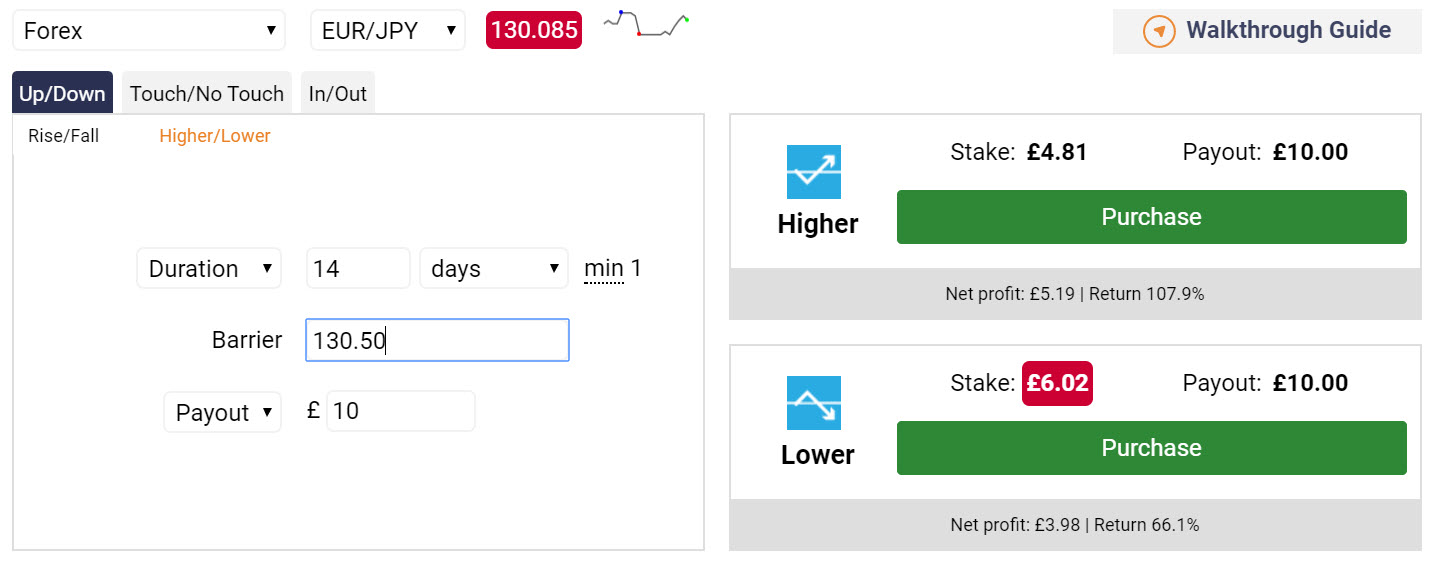 Forex EUR/JPY 130.085 Walkthrough Guide
Up/Down Touch/No Touch In/Out
Rise/Fall Higher/Lower
Duration 14 days min 1
Barrier 130.50
Payout £ 10
Higher
Stake: £4.81 Payout: £10.00
Purchase
Net profit: £5.19 | Return 107.9%
Lower
Stake: £6.02 Payout: £10.00
Purchase
Net profit: £3.98 | Return 66.1%